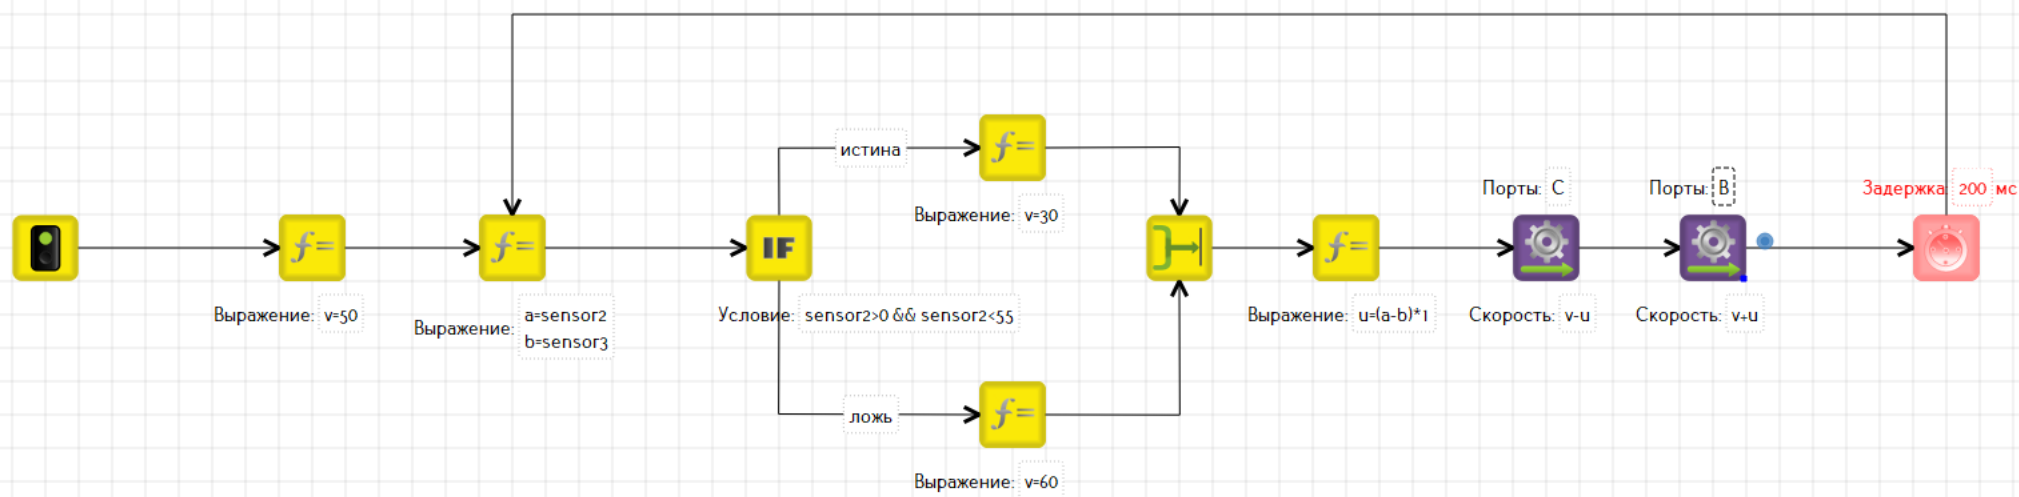 истина
f=
Выражение: v=30
Порты: C
Порты: B
Задержка 200 мс
f=
Выражение: v=50
f=
Выражение: a=sensor2
b=sensor3
IF
Условие: sensor2>0 && sensor2<55
f=
Выражение: u=(a-b)*1
Скорость: v-u
Скорость: v+u
ложь
f=
Выражение: v=60